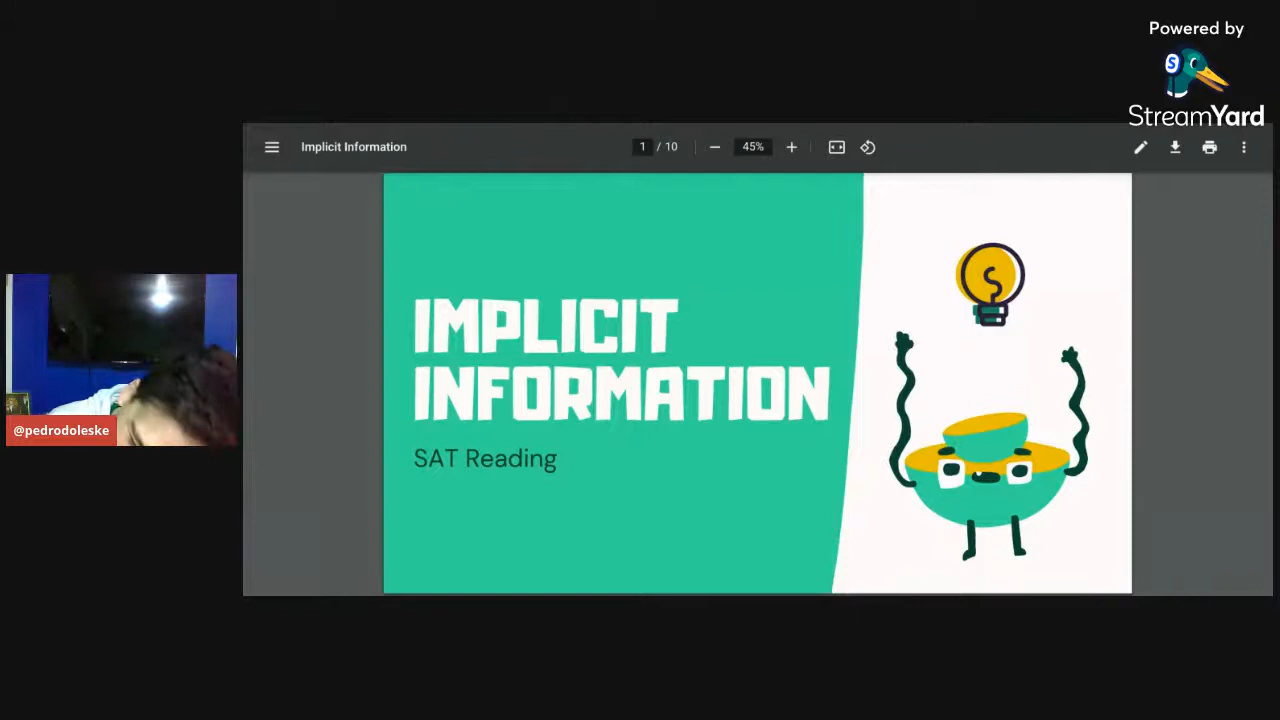 Powered by
S
StreamYard
Implicit Information
1 / 10
45%
IMPLICIT
INFORMATION
SAT Reading
@pedrodoleske